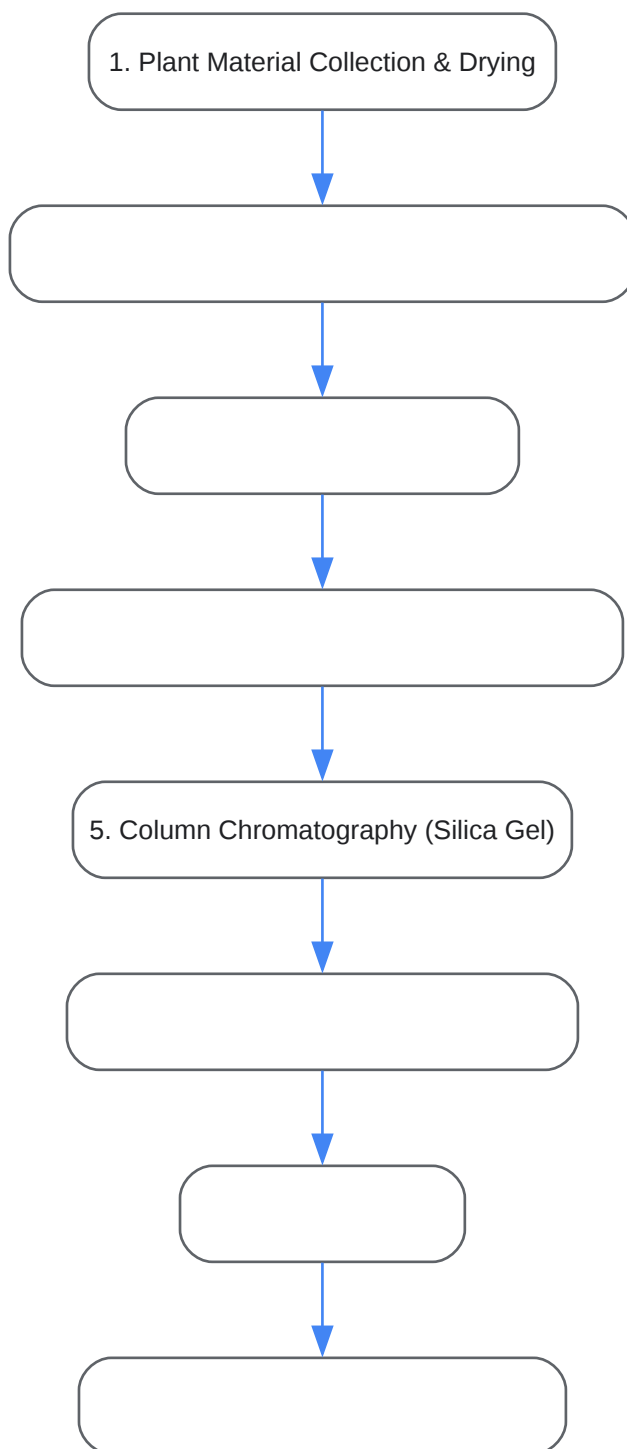 1. Plant Material Collection & Drying
5. Column Chromatography (Silica Gel)